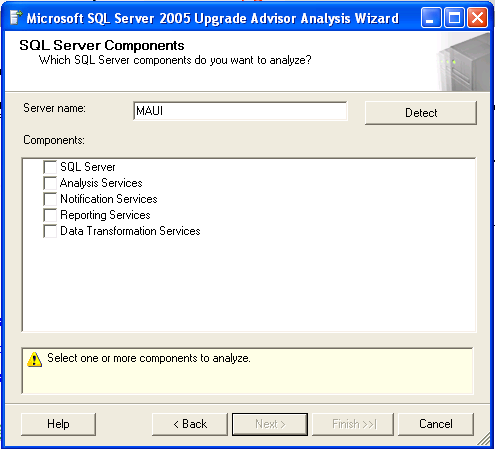 Microsoft SQL Server 2005 Upgrade Advisor Analysis Wizard
SQL Server Components
Which SQL Server components do you want to analyze?
Server name:
MAUI
Detect
Components:
SQL Server
Analysis Services
Notification Services
Reporting Services
Data Transformation Services
Select one or more components to analyze.
Help
< Back
Next >
Finish >>|
Cancel